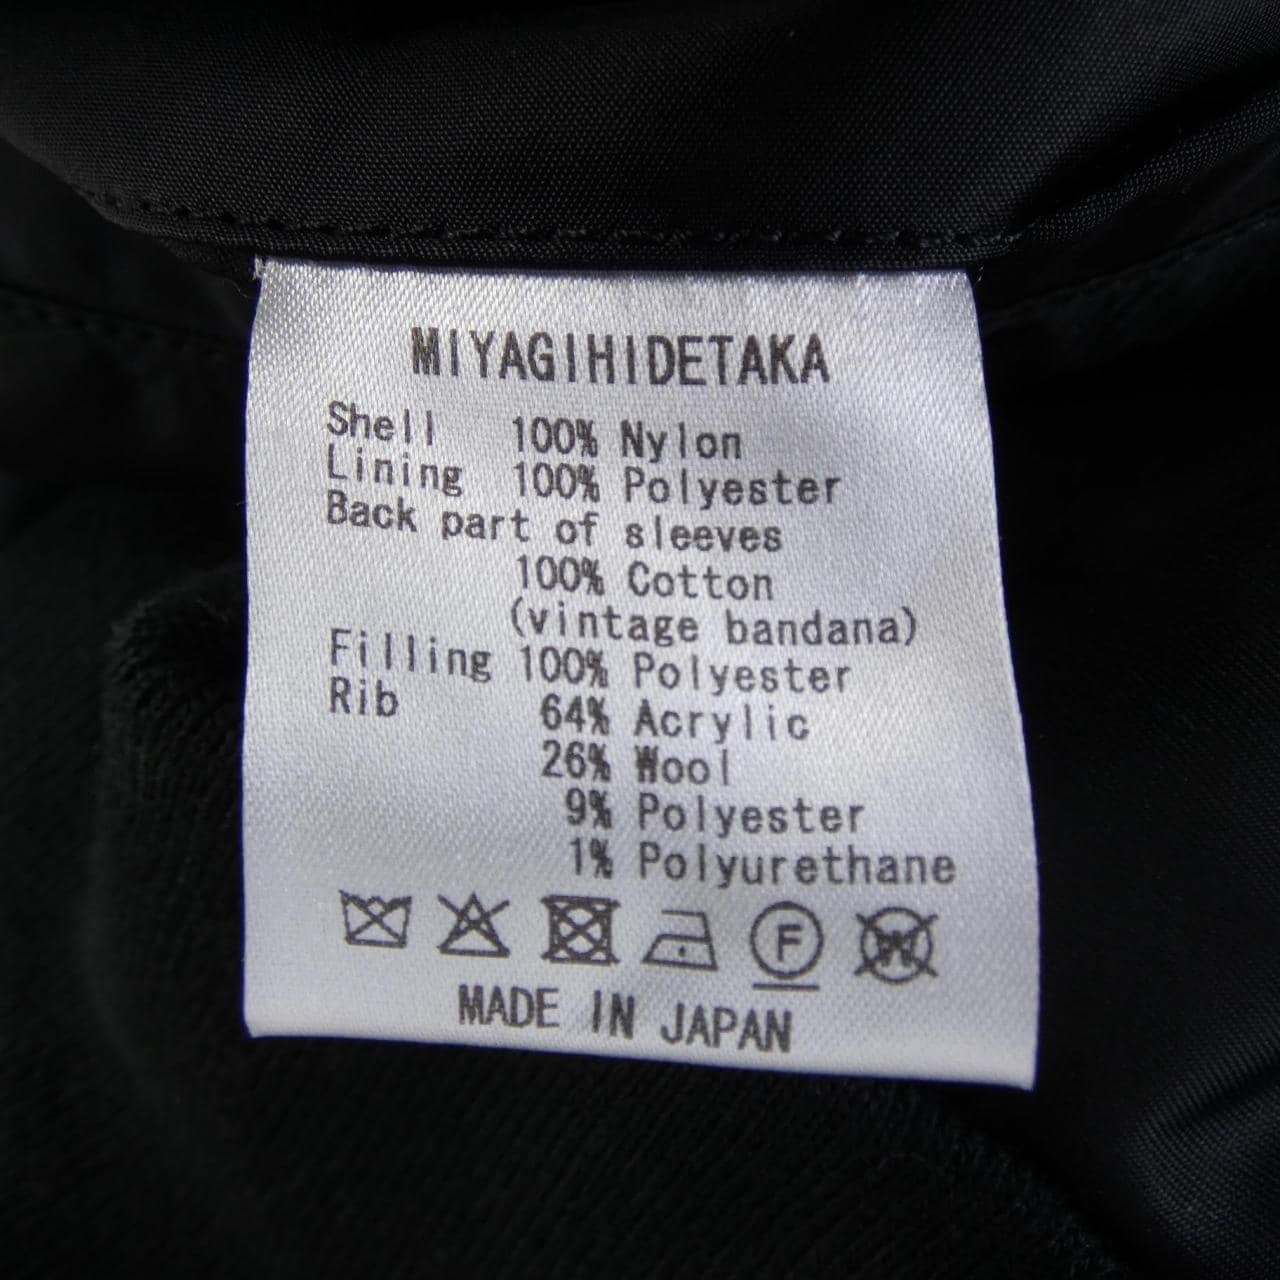 MIYAGIHIDETAKA
Shell 100% Nylon
Lining 100% Polyester
Back part of sleeves
100% Cotton
(vintage bandana)
Filling 100% Polyester
Rib 64% Acrylic
26% Wool
9% Polyester
1% Polyurethane
F W
MADE IN JAPAN